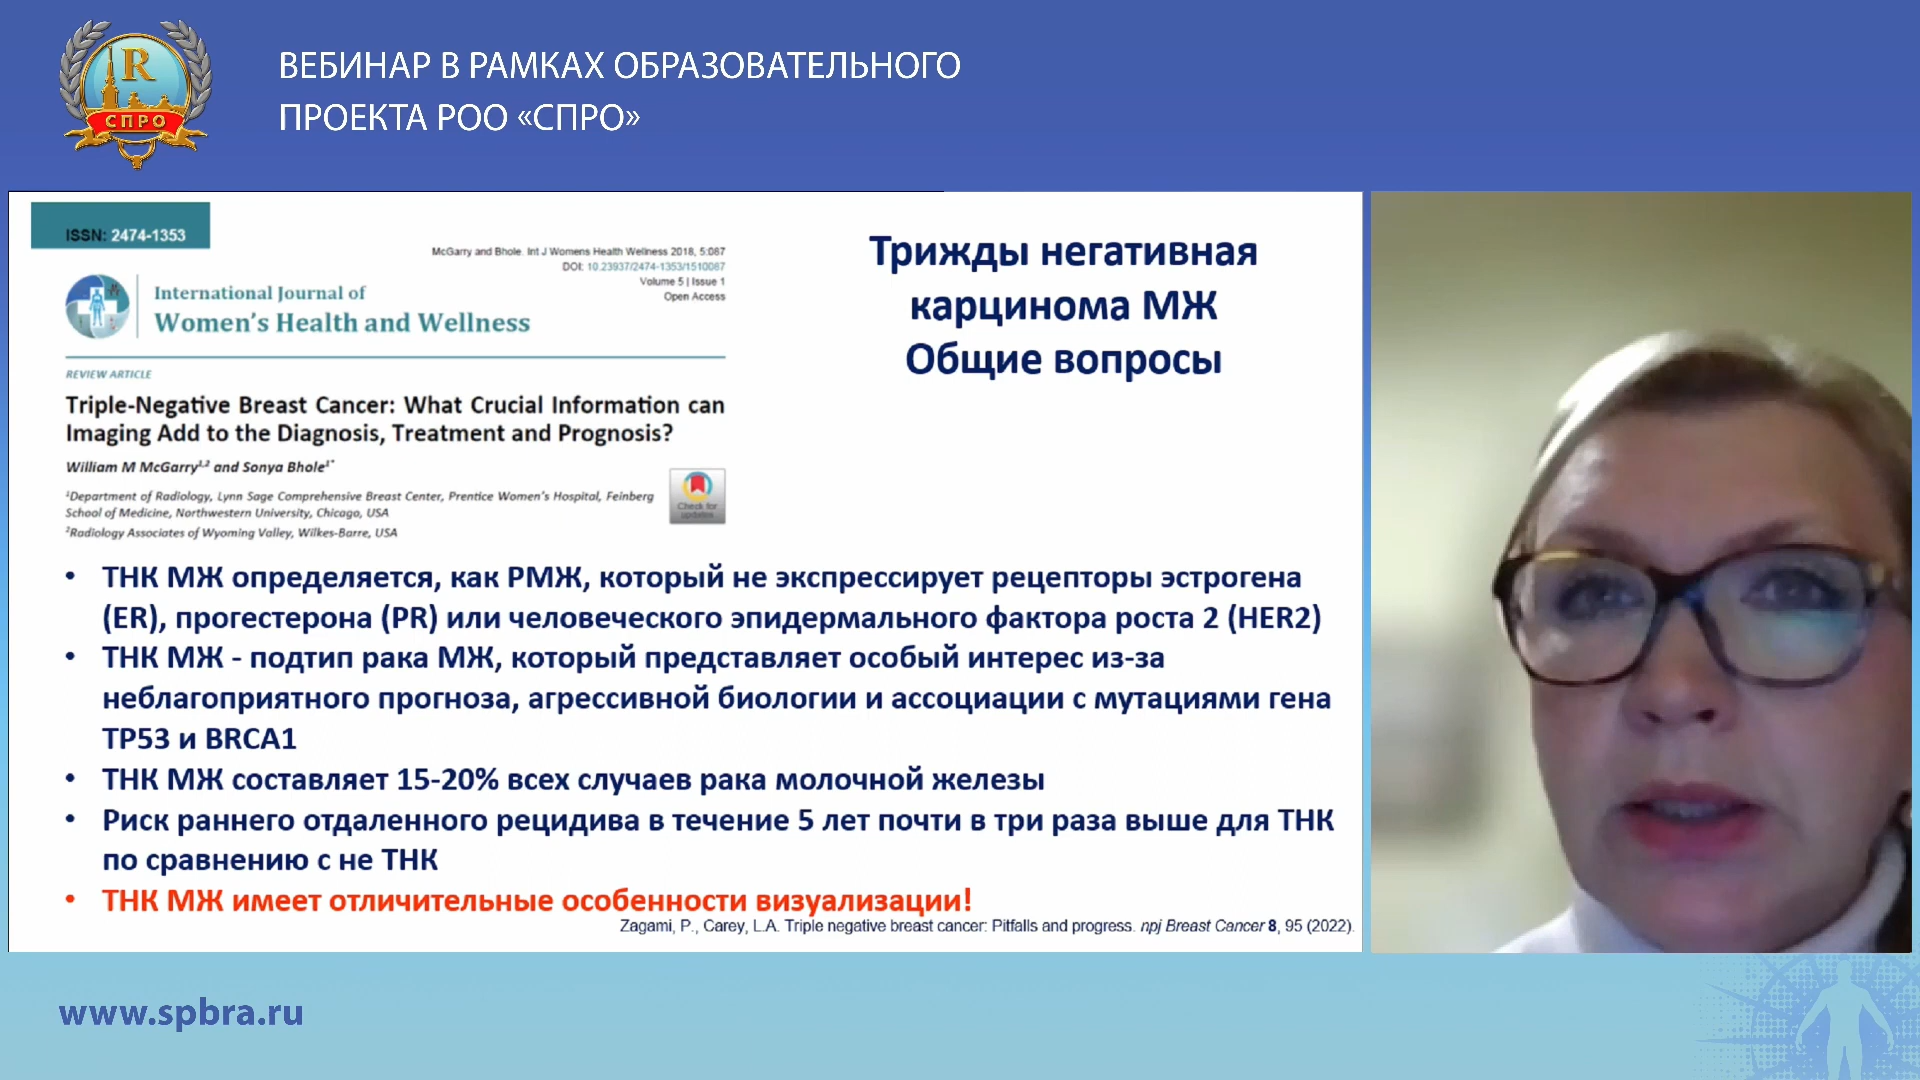 R
СПРО
ВЕБИНАР В РАМКАХ ОБРАЗОВАТЕЛЬНОГО
ПРОЕКТА РОО «СПРО»
ISSN: 2474-1353
McGarry and Bhole. Int J Womens Health Wellness 2018, 5:087
DOI: 10.23937/2474-1353/1510087
Volume 5 | Issue 1
Open Access
International Journal of
Women's Health and Wellness
REVIEW ARTICLE
Triple-Negative Breast Cancer: What Crucial Information can
Imaging Add to the Diagnosis, Treatment and Prognosis?
William M McGarry1,2 and Sonya Bhole1*
1Department of Radiology, Lynn Sage Comprehensive Breast Center, Prentice Women's Hospital, Feinberg
School of Medicine, Northwestern University, Chicago, USA
2Radiology Associates of Wyoming Valley, Wilkes-Barre, USA
Check for
updates
Трижды негативная
карцинома МЖ
Общие вопросы
• ТНК МЖ определяется, как РМЖ, который не экспрессирует рецепторы эстрогена
(ER), прогестерона (PR) или человеческого эпидермального фактора роста 2 (HER2)
• ТНК МЖ - подтип рака МЖ, который представляет особый интерес из-за
неблагоприятного прогноза, агрессивной биологии и ассоциации с мутациями гена
TP53 и BRCA1
• ТНК МЖ составляет 15-20% всех случаев рака молочной железы
• Риск раннего отдаленного рецидива в течение 5 лет почти в три раза выше для ТНК
по сравнению с не ТНК
• ТНК МЖ имеет отличительные особенности визуализации!
Zagami, P., Carey, L.A. Triple negative breast cancer: Pitfalls and progress. npj Breast Cancer 8, 95 (2022).
www.spbra.ru